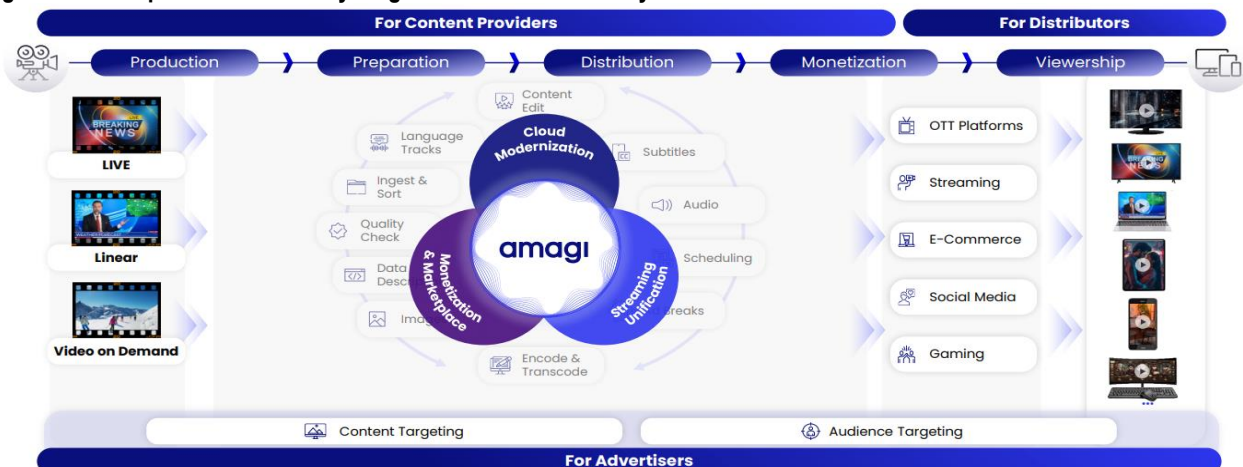 For Content Providers
For Distributors
Production
Preparation
Distribution
Monetization
Viewership
BREAKING NEWS
LIVE
Linear
Video on Demand
Content
Edit
Language
Tracks
Ingest &
Sort
Quality
Check
Data
Encode &
Transcode
Subtitles
Audio
Scheduling
Cloud
Modernization
Monetization
& Marketplace
Streaming
Unification
amagi
OTT Platforms
Streaming
E-Commerce
Social Media
Gaming
Content Targeting
Audience Targeting
For Advertisers